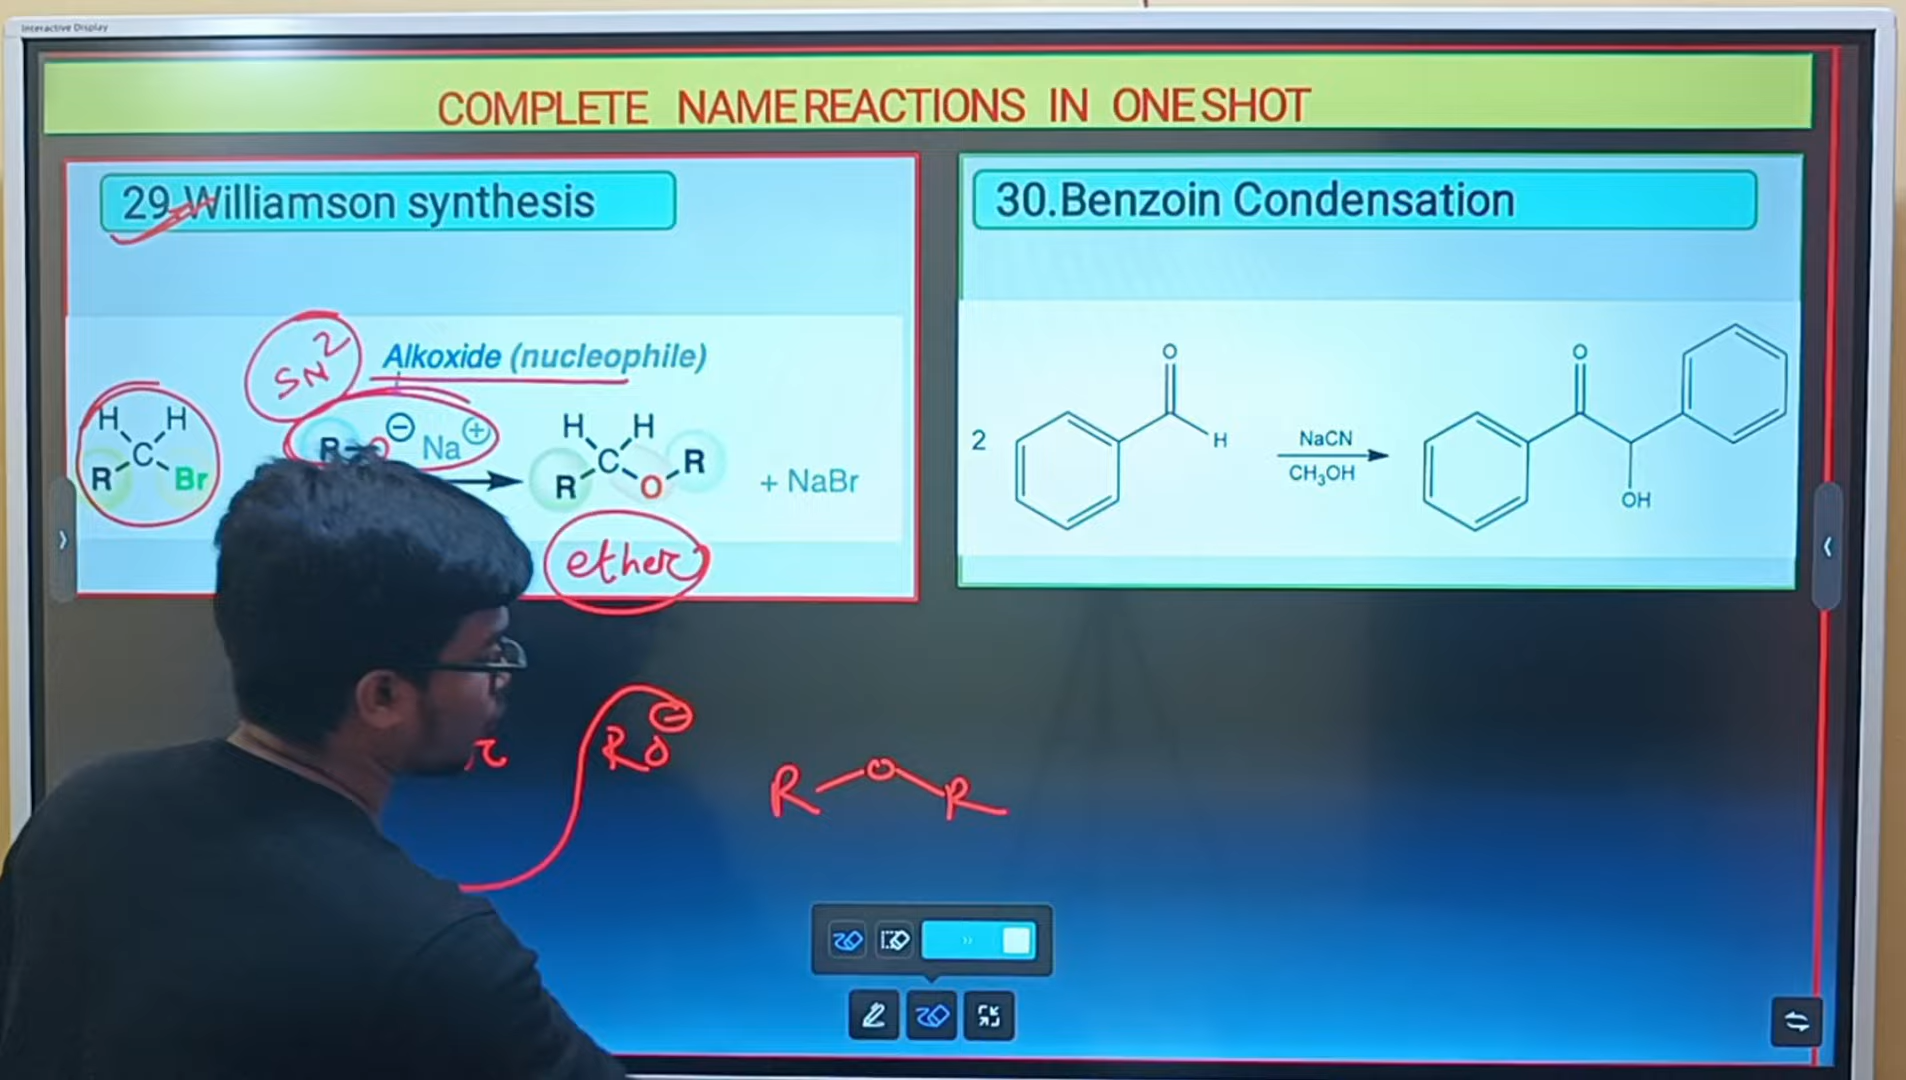 Interactive Display
COMPLETE NAME REACTIONS IN ONE SHOT
29.Williamson synthesis
SN2
Alkoxide (nucleophile)
H H
C
R Br
R O ⊖ Na ⊕
H H
C
R O R
+ NaBr
ether
RO⊖
R O R
30.Benzoin Condensation
2
O
H
NaCN
CH3OH
O
OH